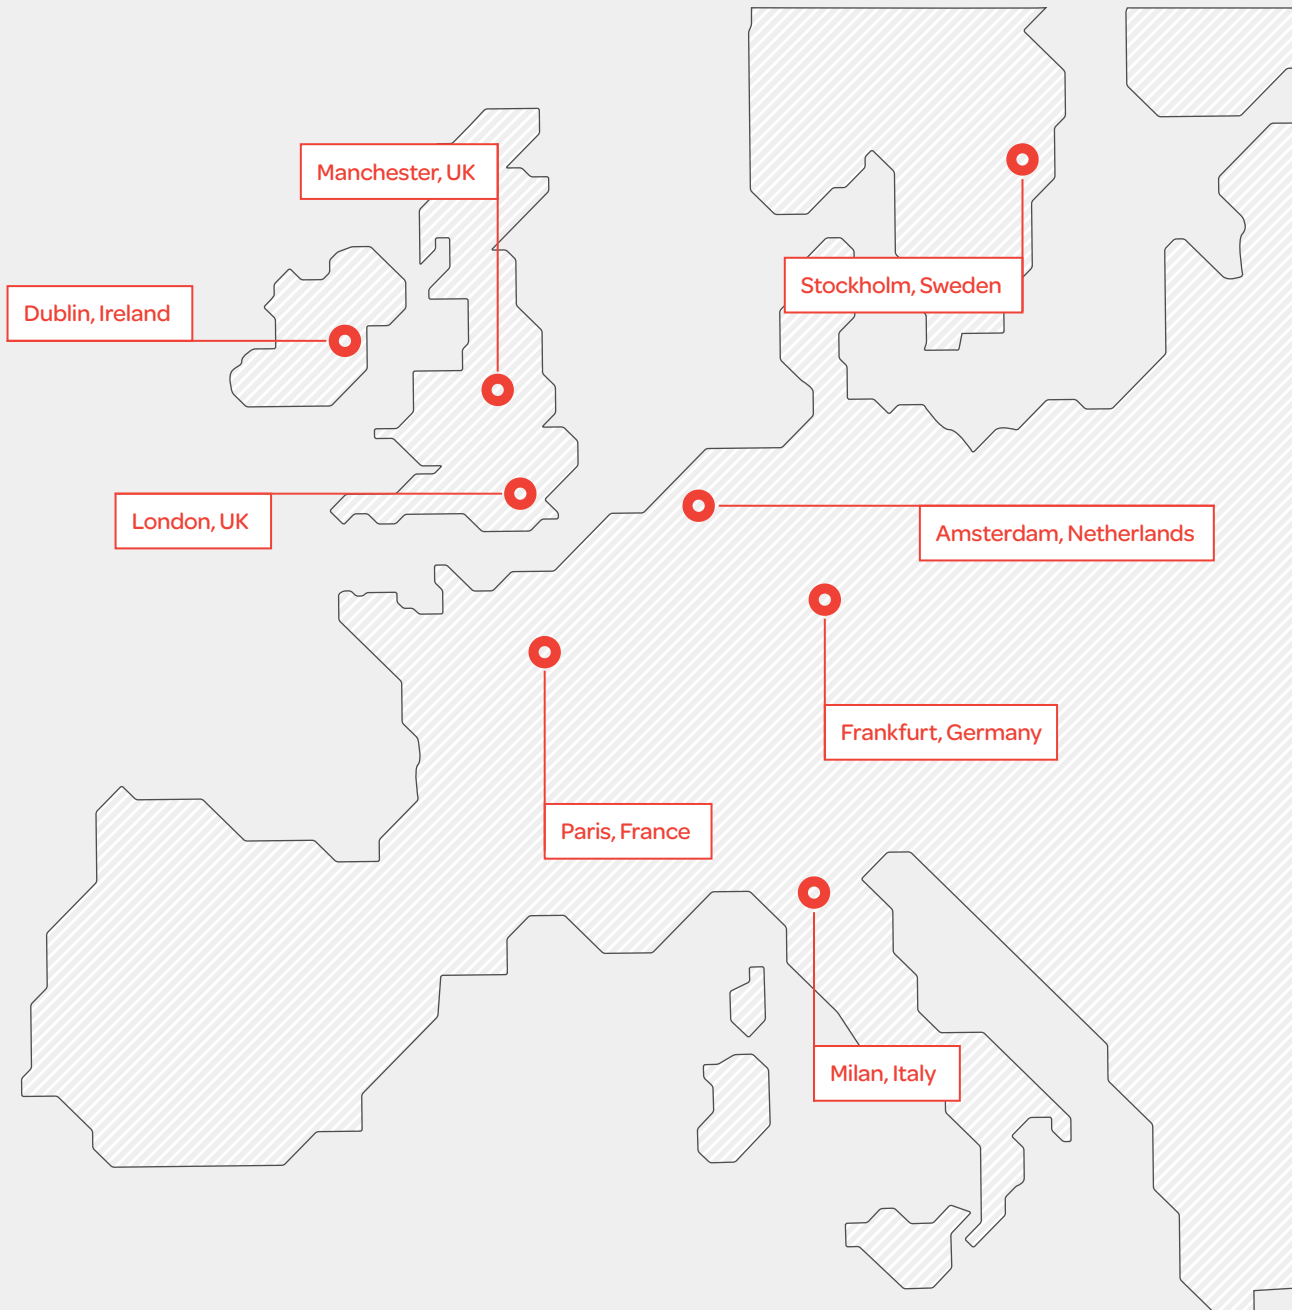 Manchester, UK
Stockholm, Sweden
Dublin, Ireland
London, UK
Amsterdam, Netherlands
Frankfurt, Germany
Paris, France
Milan, Italy